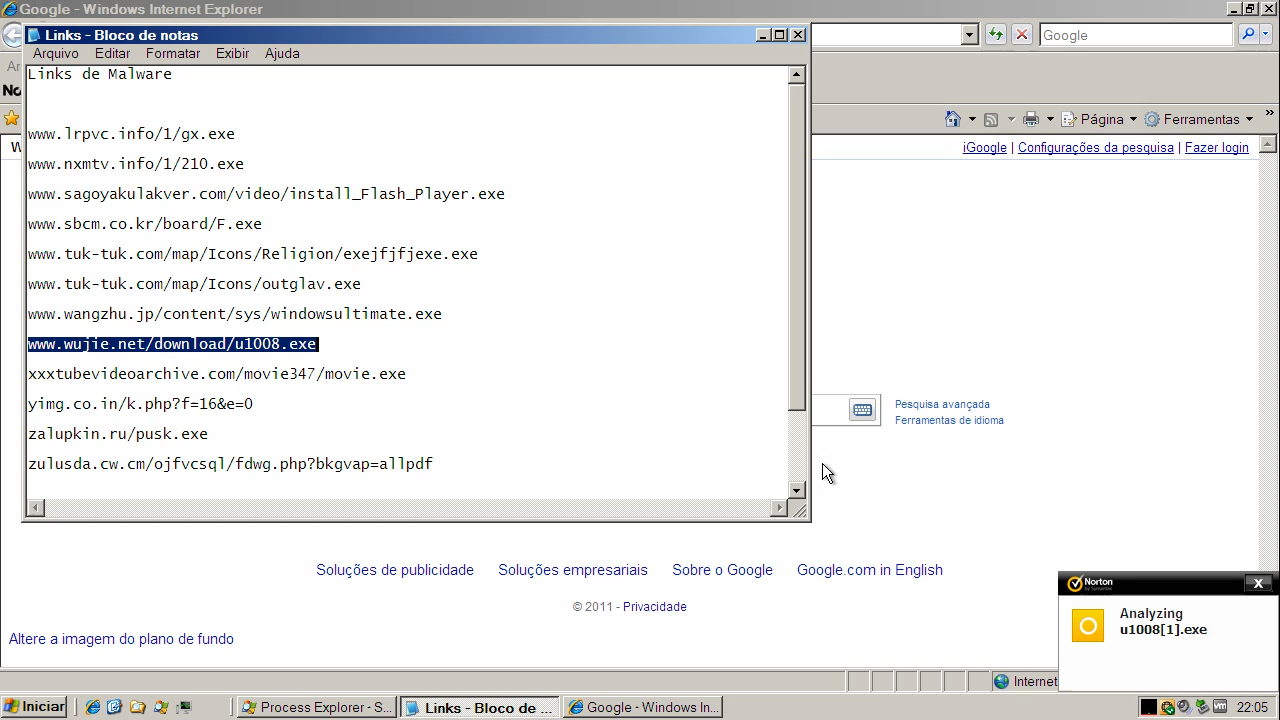 Google - Windows Internet Explorer
Links - Bloco de notas
Arquivo Editar Formatar Exibir Ajuda
Google
Links de Malware
Página Ferramentas »
iGoogle | Configurações da pesquisa | Fazer login
www.lrpvc.info/1/gx.exe
www.nxmtv.info/1/210.exe
www.sagoyakulakver.com/video/install_Flash_Player.exe
www.sbcm.co.kr/board/F.exe
www.tuk-tuk.com/map/Icons/Religion/exejfjfjexe.exe
www.tuk-tuk.com/map/Icons/outglav.exe
www.wangzhu.jp/content/sys/windowsultimate.exe
www.wujie.net/download/u1008.exe
xxxtubevideoarchive.com/movie347/movie.exe
yimg.co.in/k.php?f=16&e=0
zalupkin.ru/pusk.exe
zulusda.cw.cm/ojfvcsql/fdwg.php?bkgvap=allpdf
Pesquisa avançada
Ferramentas de idioma
Soluções de publicidade Soluções empresariais Sobre o Google Google.com in English
© 2011 - Privacidade
Altere a imagem do plano de fundo
Norton
by Symantec
X
Analyzing
u1008[1].exe
Internet
Iniciar
Process Explorer - S...
Links - Bloco de ...
Google - Windows In...
22:05